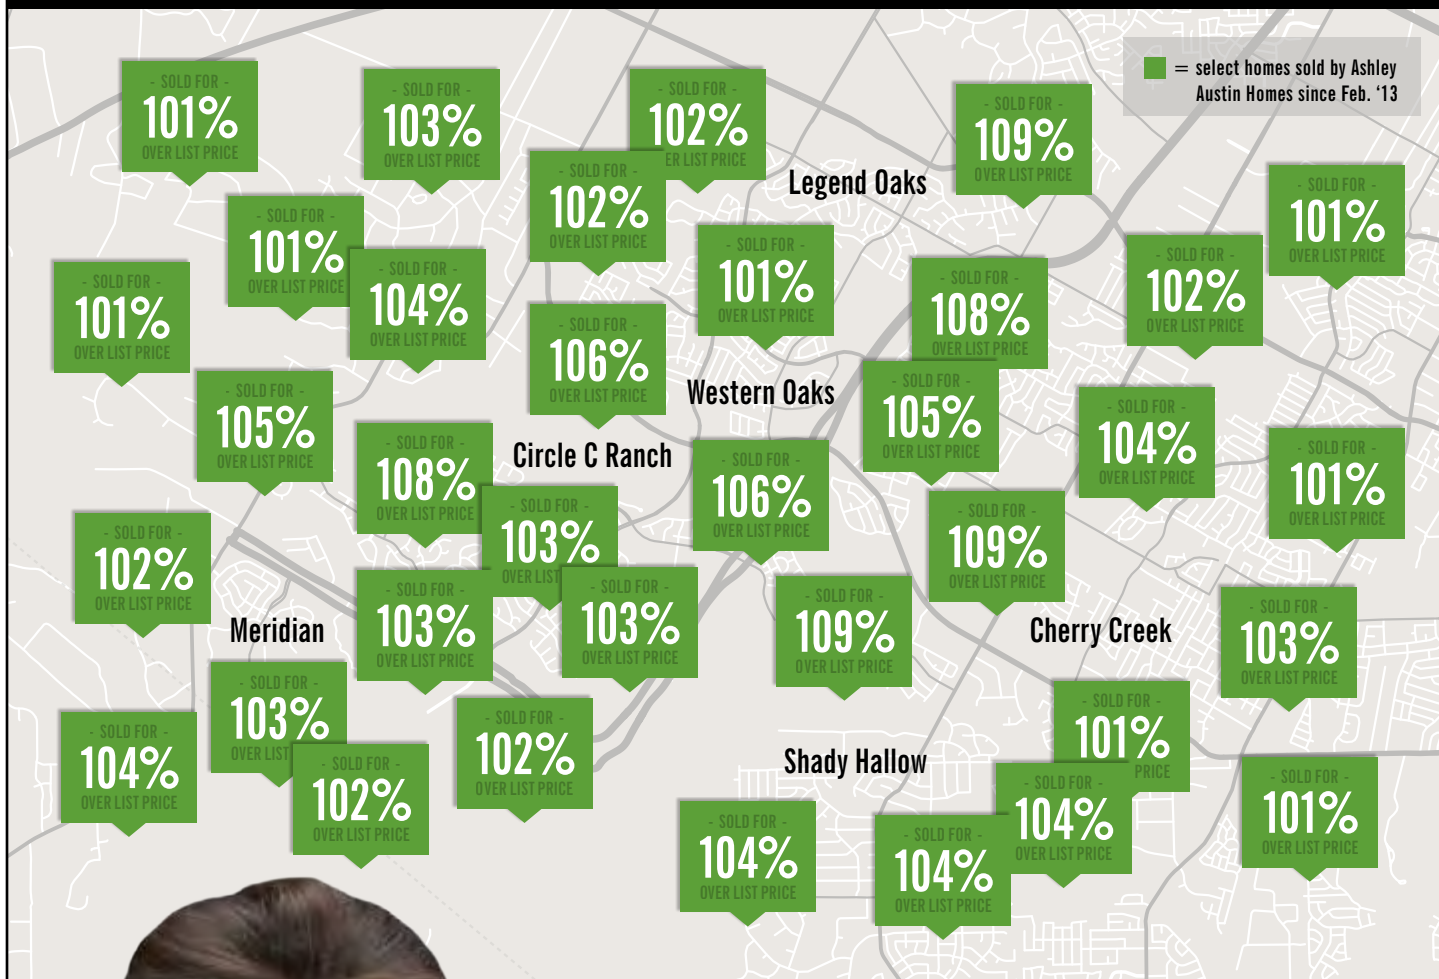 = select homes sold by Ashley
Austin Homes since Feb. ‘13
- SOLD FOR -
101%
OVER LIST PRICE
- SOLD FOR -
103%
OVER LIST PRICE
- SOLD FOR -
102%
ER LIST PRICE
- SOLD FOR -
109%
OVER LIST PRICE
- SOLD FOR -
102%
OVER LIST PRICE
Legend Oaks
- SOLD FOR -
101%
OVER LIST PRICE
- SOLD FOR -
101%
OVER LIST PRICE
- SOLD FOR -
104%
OVER LIST PRICE
- SOLD FOR -
101%
OVER LIST PRICE
- SOLD FOR -
108%
OVER LIST PRICE
- SOLD FOR -
102%
OVER LIST PRICE
- SOLD FOR -
101%
OVER LIST PRICE
- SOLD FOR -
106%
OVER LIST PRICE
Western Oaks
- SOLD FOR -
105%
OVER LIST PRICE
- SOLD FOR -
105%
OVER LIST PRICE
- SOLD FOR -
104%
OVER LIST PRICE
- SOLD FOR -
108%
OVER LIST PRICE
Circle C Ranch
- SOLD FOR -
106%
OVER LIST PRICE
- SOLD FOR -
101%
OVER LIST PRICE
- SOLD FOR -
103%
OVER LIST
- SOLD FOR -
109%
OVER LIST PRICE
- SOLD FOR -
102%
OVER LIST PRICE
Meridian
- SOLD FOR -
103%
OVER LIST PRICE
- SOLD FOR -
103%
OVER LIST PRICE
- SOLD FOR -
109%
OVER LIST PRICE
Cherry Creek
- SOLD FOR -
103%
OVER LIST PRICE
- SOLD FOR -
103%
OVER LIST
- SOLD FOR -
104%
OVER LIST PRICE
- SOLD FOR -
102%
OVER LIST PRICE
- SOLD FOR -
102%
OVER LIST PRICE
Shady Hallow
- SOLD FOR -
101%
PRICE
- SOLD FOR -
104%
OVER LIST PRICE
- SOLD FOR -
101%
OVER LIST PRICE
- SOLD FOR -
104%
OVER LIST PRICE
- SOLD FOR -
104%
OVER LIST PRICE